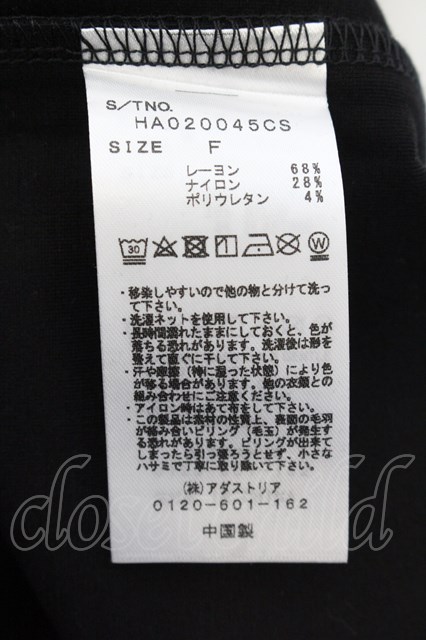 S/TNO.
HA020045CS
SIZE F
レーヨン 68%
ナイロン 28%
ポリウレタン 4%
30
W
・移染しやすいので他の物と分けて洗っ
て下さい。
・洗濯ネットを使用して下さい。
・長時間濡れたままにしておくと、色が
落ちる恐れがあります。洗濯後は形を
整えて直ぐに干して下さい。
・汗や摩擦(特に湿った状態)により色
が移る場合があります。他の衣類との
組み合わせにご注意ください。
・アイロン時はあて布をして下さい。
・この製品は素材の性質上、表面の毛羽
が絡み合いピリング(毛玉)が発生す
る恐れがあります。ピリングが出来て
しまったら引っ張ろうとせず、小さな
ハサミで丁寧に取り除いて下さい。
(株)アダストリア
0120-601-162
中国製